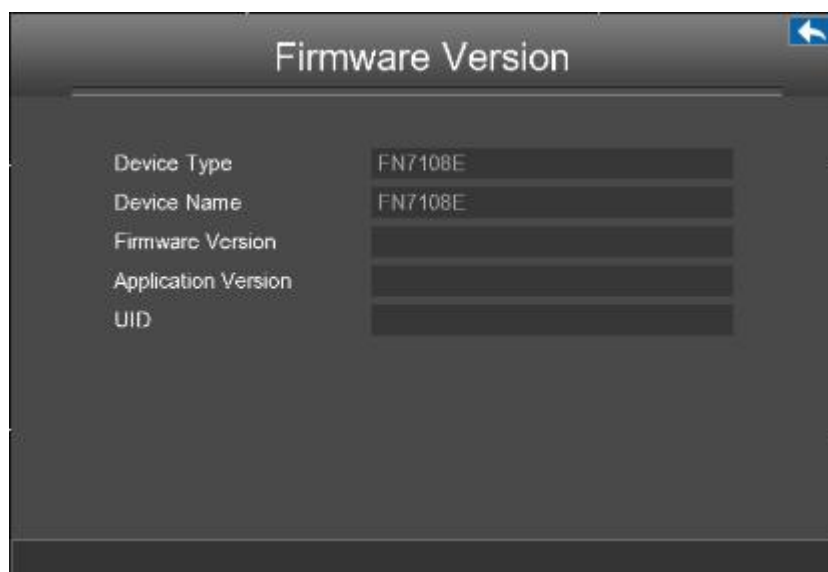 Firmware Version
Device Type FN7108E
Device Name FN7108E
Firmware Version
Application Version
UID